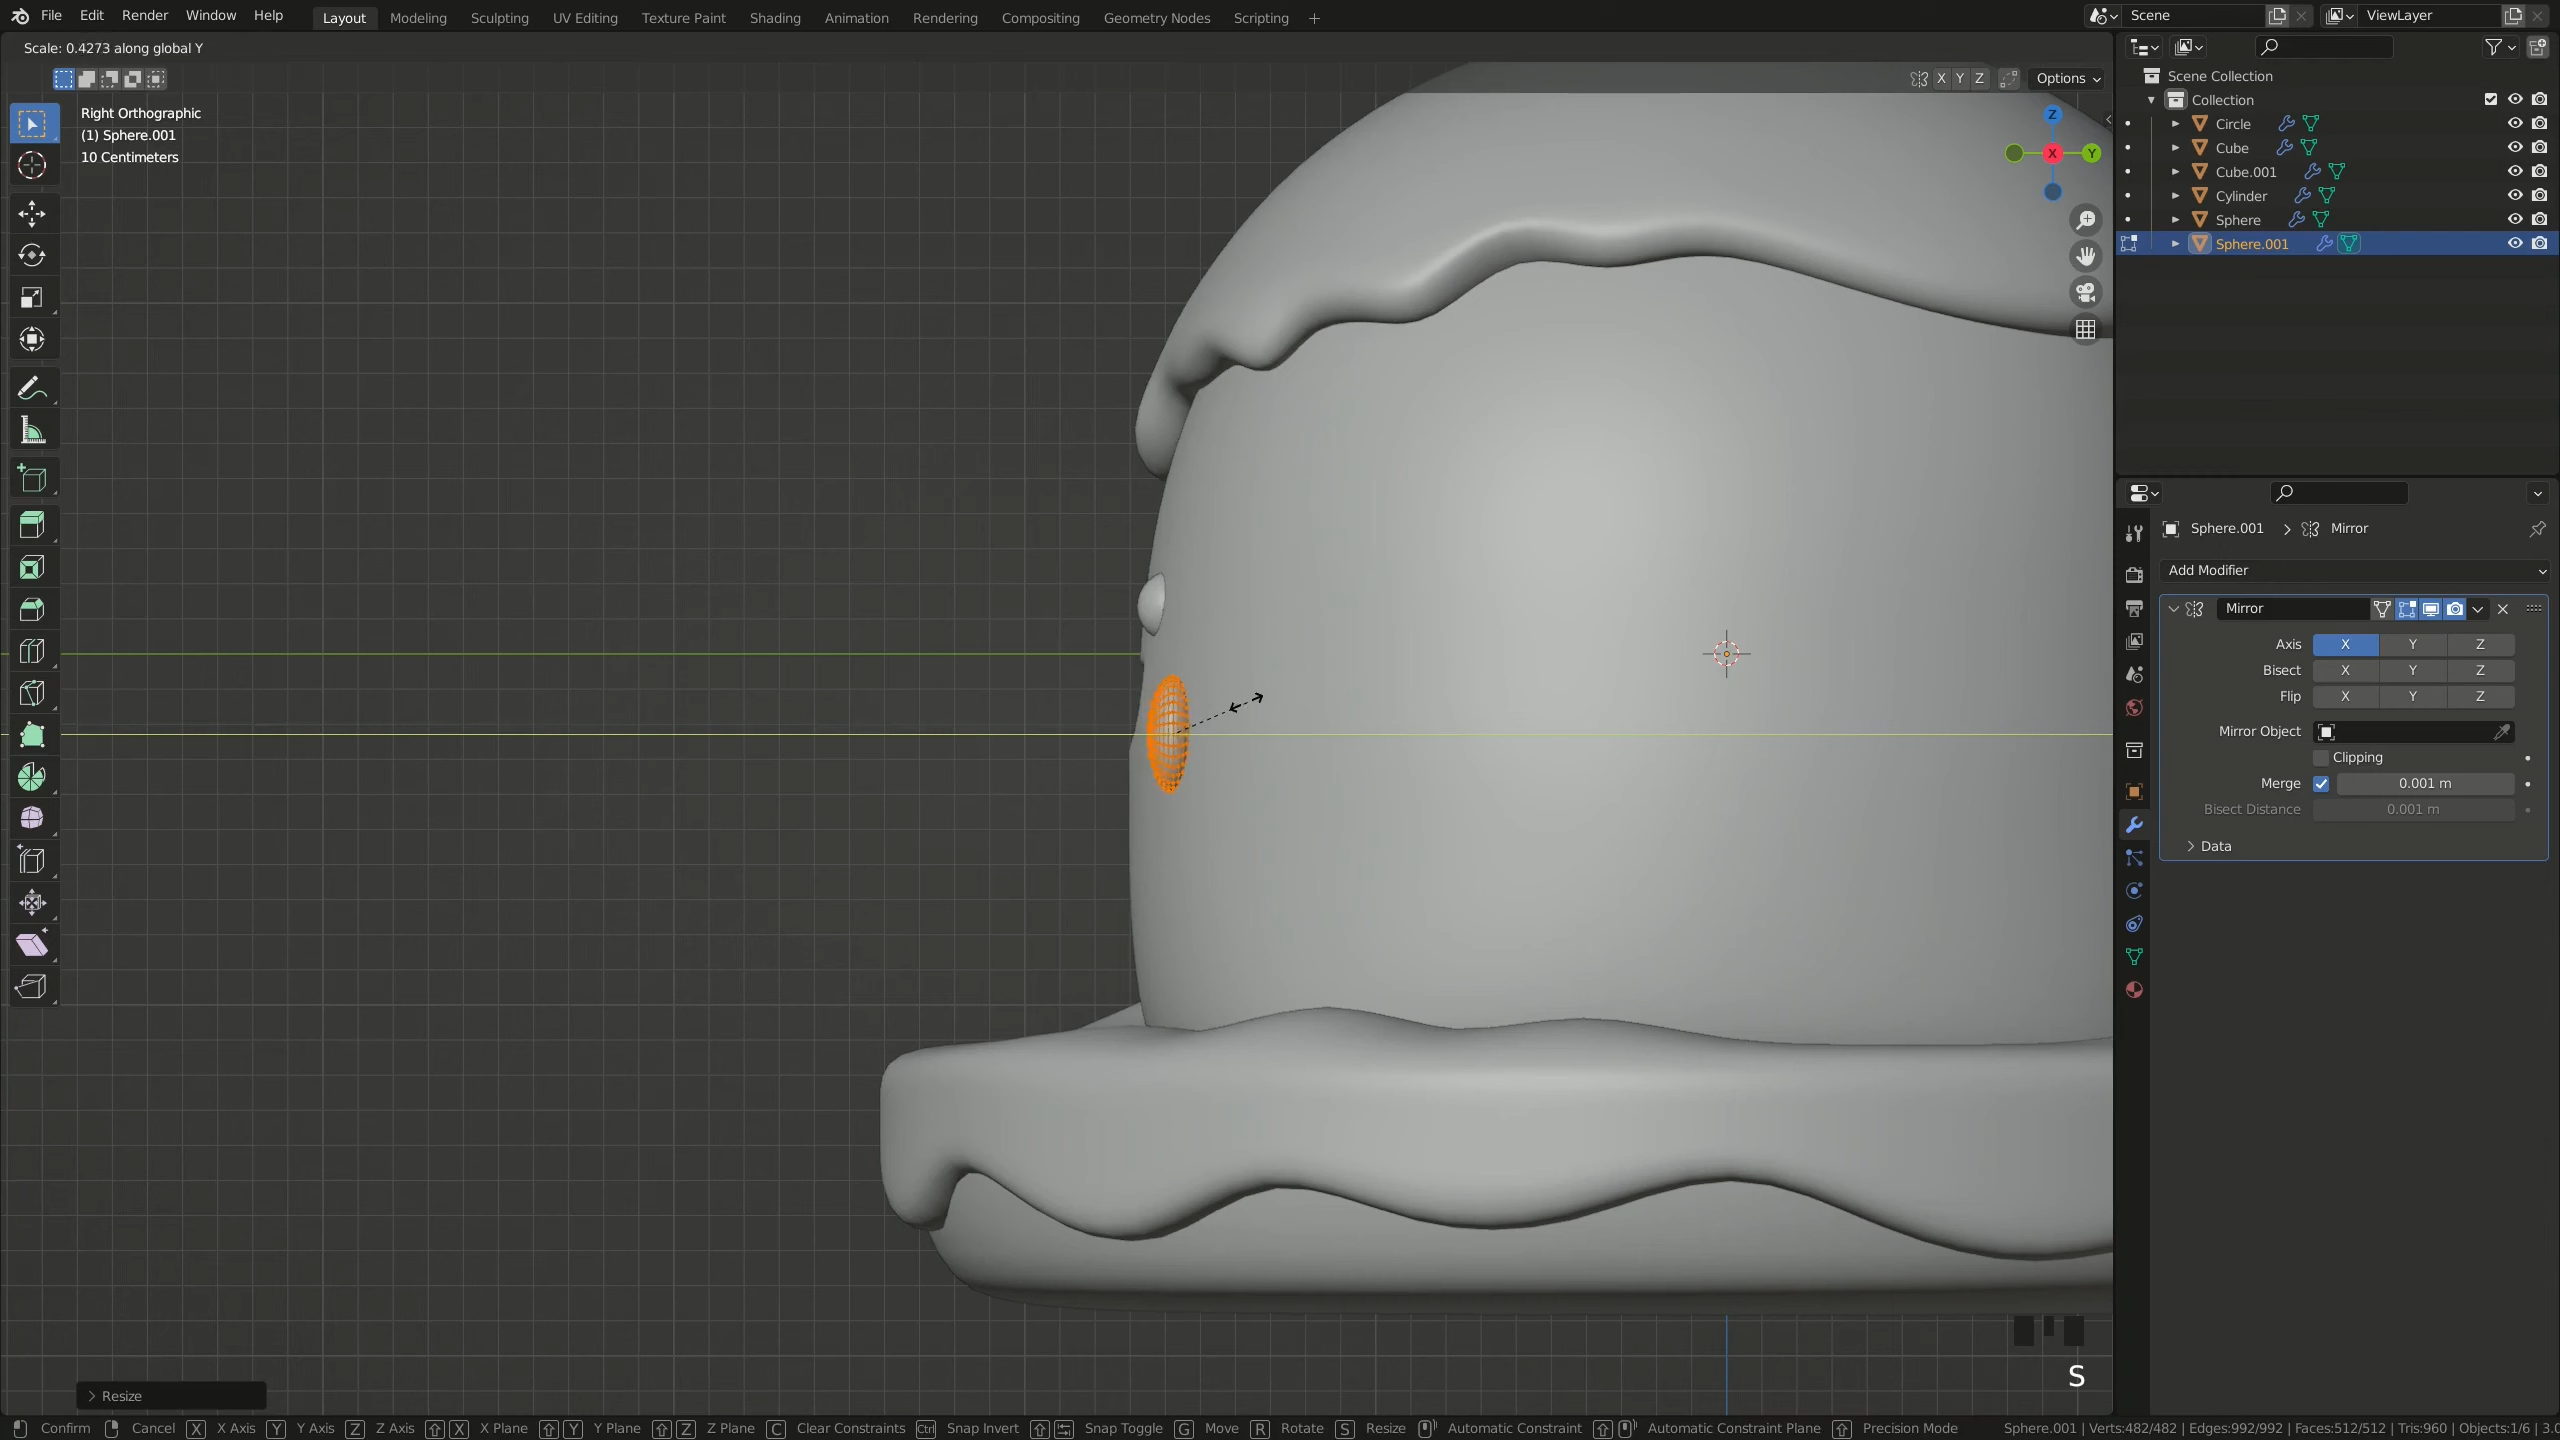 File Edit Render Window Help Layout Modeling Sculpting UV Editing Texture Paint Shading Animation Rendering Compositing Geometry Nodes Scripting + Scene ViewLayer
Scale: 0.4273 along global Y
X Y Z Options
Right Orthographic
(1) Sphere.001
10 Centimeters
Z
X
Y
Scene Collection
Collection
Circle
Cube
Cube.001
Cylinder
Sphere
Sphere.001
Sphere.001 > Mirror
Add Modifier
Mirror
Axis X Y Z
Bisect X Y Z
Flip X Y Z
Mirror Object
Clipping
Merge 0.001 m
Bisect Distance 0.001 m
Data
S
Resize
Confirm Cancel X X Axis Y Y Axis Z Z Axis X X Plane Y Y Plane Z Z Plane C Clear Constraints Ctrl Snap Invert Snap Toggle G Move R Rotate S Resize Automatic Constraint Automatic Constraint Plane Precision Mode Sphere.001 | Verts:482/482 | Edges:992/992 | Faces:512/512 | Tris:960 | Objects:1/6 | 3.0